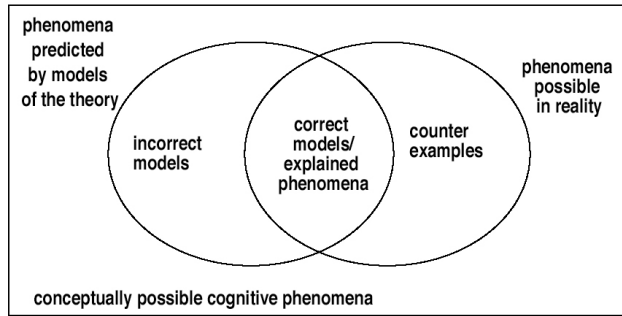 phenomena
predicted
by models
of the theory
phenomena
possible
in reality
incorrect
models
correct
models/
explained
phenomena
counter
examples
conceptually possible cognitive phenomena